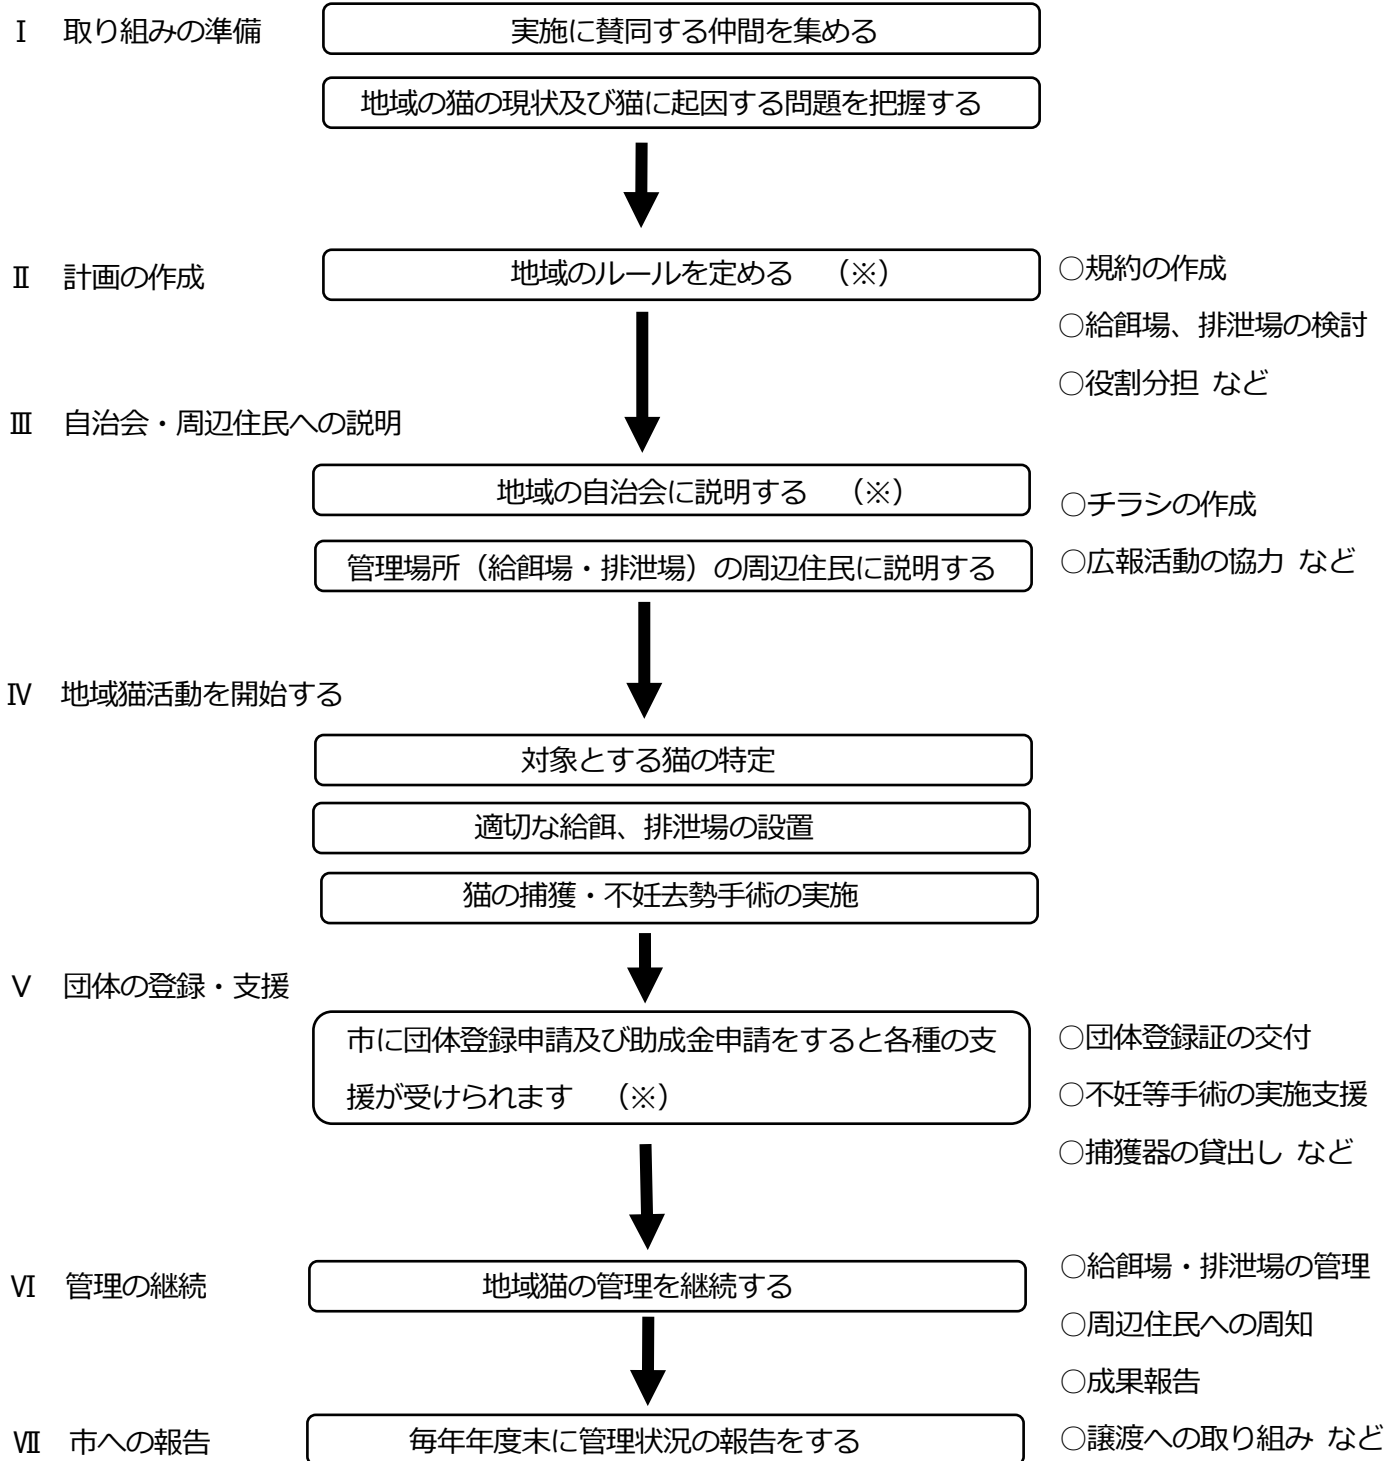 Ⅰ 取り組みの準備
実施に賛同する仲間を集める
地域の猫の現状及び猫に起因する問題を把握する
Ⅱ 計画の作成
地域のルールを定める （※）
○規約の作成
○給餌場、排泄場の検討
○役割分担 など
Ⅲ 自治会・周辺住民への説明
地域の自治会に説明する （※）
管理場所（給餌場・排泄場）の周辺住民に説明する
○チラシの作成
○広報活動の協力 など
Ⅳ 地域猫活動を開始する
対象とする猫の特定
適切な給餌、排泄場の設置
猫の捕獲・不妊去勢手術の実施
Ⅴ 団体の登録・支援
市に団体登録申請及び助成金申請をすると各種の支
援が受けられます （※）
○団体登録証の交付
○不妊等手術の実施支援
○捕獲器の貸出し など
Ⅵ 管理の継続
地域猫の管理を継続する
○給餌場・排泄場の管理
○周辺住民への周知
○成果報告
○譲渡への取り組み など
Ⅶ 市への報告
毎年年度末に管理状況の報告をする